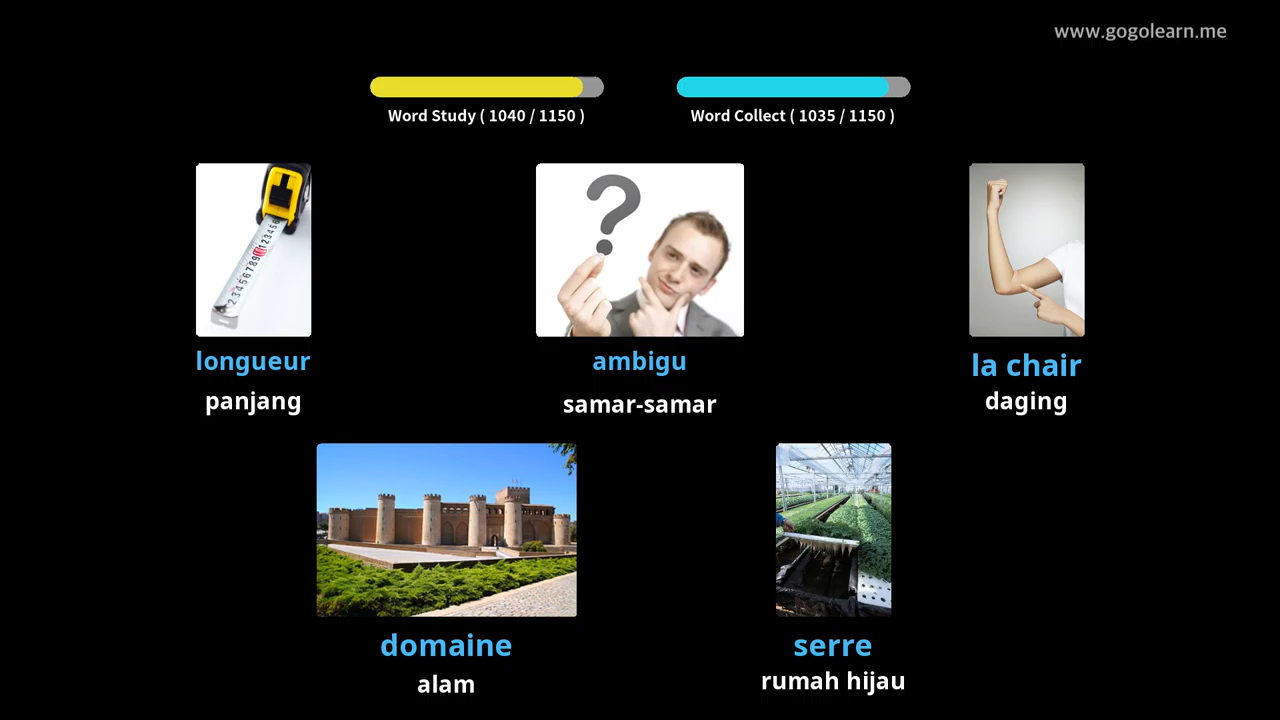 www.gogolearn.me
Word Study ( 1040 / 1150 )
Word Collect ( 1035 / 1150 )
longueur
panjang
ambigu
samar-samar
la chair
daging
domaine
alam
serre
rumah hijau